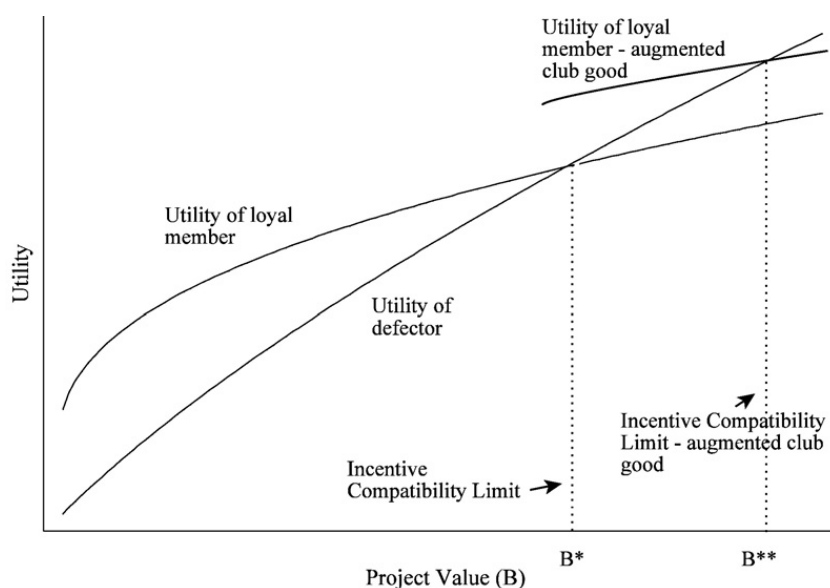 Utility of loyal
member - augmented
club good
Utility of loyal
member
Utility
Utility of
defector
Incentive Compatibility
Limit - augmented club
good
Incentive
Compatibility Limit
B*
B**
Project Value (B)